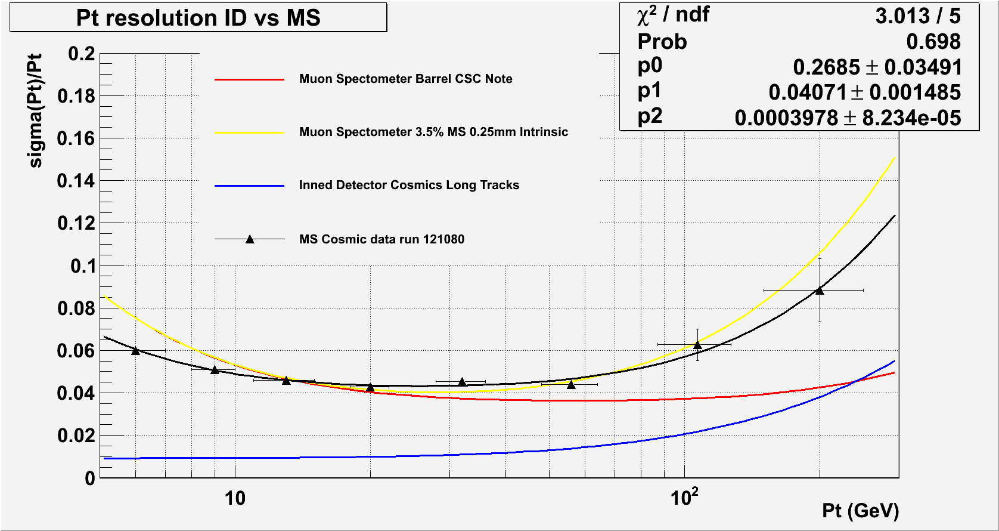 Pt resolution ID vs MS
χ² / ndf 3.013 / 5
Prob 0.698
p0 0.2685 ± 0.03491
p1 0.04071 ± 0.001485
p2 0.0003978 ± 8.234e-05
sigma(Pt)/Pt
0.2
0.18
0.16
0.14
0.12
0.1
0.08
0.06
0.04
0.02
0
Muon Spectometer Barrel CSC Note
Muon Spectometer 3.5% MS 0.25mm Intrinsic
Inned Detector Cosmics Long Tracks
MS Cosmic data run 121080
10
10²
Pt (GeV)